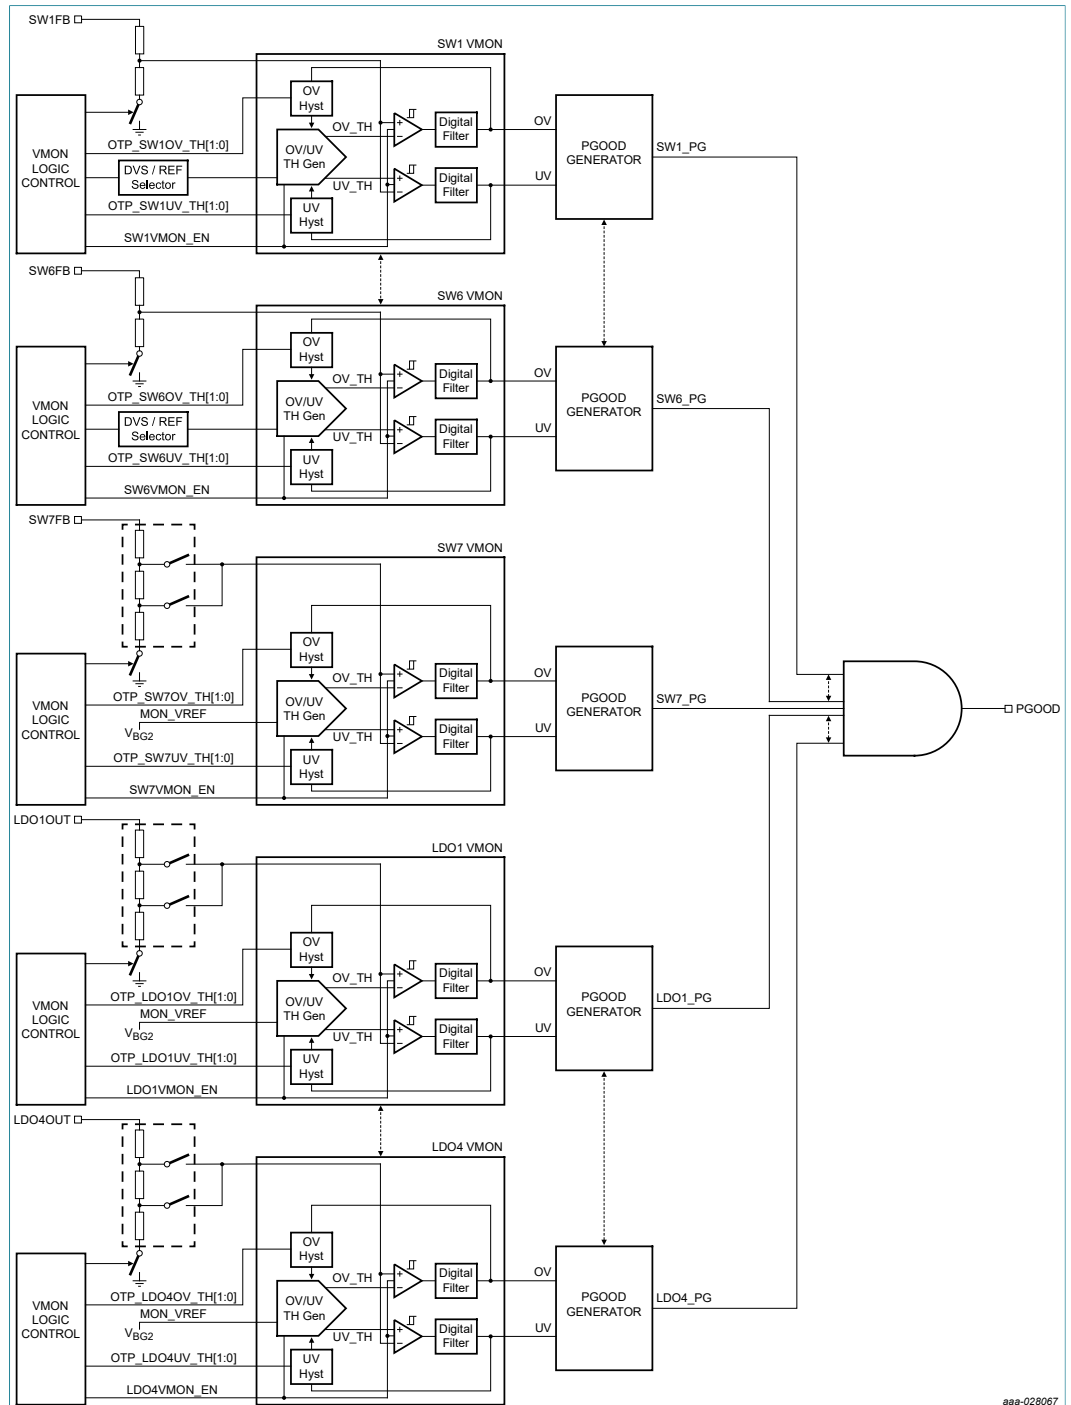 SW1FB
SW1 VMON
VMON
LOGIC
CONTROL
OTP_SW1OV_TH[1:0]
DVS / REF
Selector
OTP_SW1UV_TH[1:0]
SW1VMON_EN
OV
Hyst
OV/UV
TH Gen
UV
Hyst
OV_TH
UV_TH
+
−
+
−
Digital
Filter
Digital
Filter
OV
UV
PGOOD
GENERATOR
SW1_PG
SW6FB
SW6 VMON
VMON
LOGIC
CONTROL
OTP_SW6OV_TH[1:0]
DVS / REF
Selector
OTP_SW6UV_TH[1:0]
SW6VMON_EN
OV
Hyst
OV/UV
TH Gen
UV
Hyst
OV_TH
UV_TH
+
−
+
−
Digital
Filter
Digital
Filter
OV
UV
PGOOD
GENERATOR
SW6_PG
SW7FB
SW7 VMON
VMON
LOGIC
CONTROL
OTP_SW7OV_TH[1:0]
MON_VREF
VBG2
OTP_SW7UV_TH[1:0]
SW7VMON_EN
OV
Hyst
OV/UV
TH Gen
UV
Hyst
OV_TH
UV_TH
+
−
+
−
Digital
Filter
Digital
Filter
OV
UV
PGOOD
GENERATOR
SW7_PG
PGOOD
LDO1OUT
LDO1 VMON
VMON
LOGIC
CONTROL
OTP_LDO1OV_TH[1:0]
MON_VREF
VBG2
OTP_LDO1UV_TH[1:0]
LDO1VMON_EN
OV
Hyst
OV/UV
TH Gen
UV
Hyst
OV_TH
UV_TH
+
−
+
−
Digital
Filter
Digital
Filter
OV
UV
PGOOD
GENERATOR
LDO1_PG
LDO4OUT
LDO4 VMON
VMON
LOGIC
CONTROL
OTP_LDO4OV_TH[1:0]
MON_VREF
VBG2
OTP_LDO4UV_TH[1:0]
LDO4VMON_EN
OV
Hyst
OV/UV
TH Gen
UV
Hyst
OV_TH
UV_TH
+
−
+
−
Digital
Filter
Digital
Filter
OV
UV
PGOOD
GENERATOR
LDO4_PG
aaa-028067